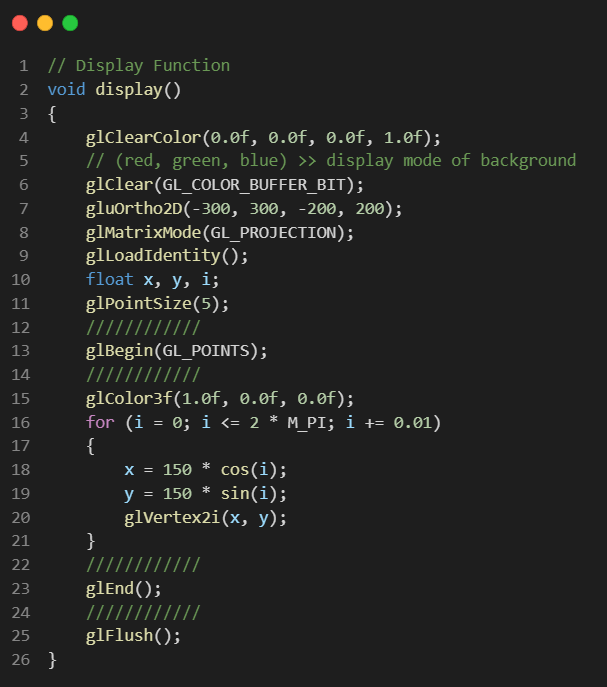 1 // Display Function
2 void display()
3 {
4 glClearColor(0.0f, 0.0f, 0.0f, 1.0f);
5 // (red, green, blue) >> display mode of background
6 glClear(GL_COLOR_BUFFER_BIT);
7 gluOrtho2D(-300, 300, -200, 200);
8 glMatrixMode(GL_PROJECTION);
9 glLoadIdentity();
10 float x, y, i;
11 glPointSize(5);
12 ////////////
13 glBegin(GL_POINTS);
14 ////////////
15 glColor3f(1.0f, 0.0f, 0.0f);
16 for (i = 0; i <= 2 * M_PI; i += 0.01)
17 {
18 x = 150 * cos(i);
19 y = 150 * sin(i);
20 glVertex2i(x, y);
21 }
22 ////////////
23 glEnd();
24 ////////////
25 glFlush();
26 }